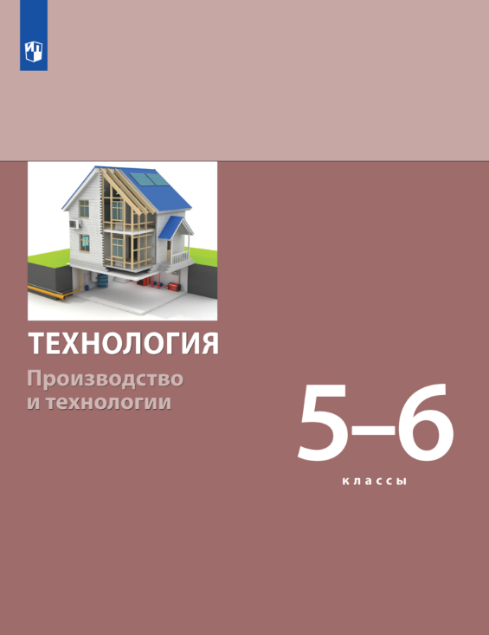 ТЕХНОЛОГИЯ
Производство
и технологии
5–6
классы